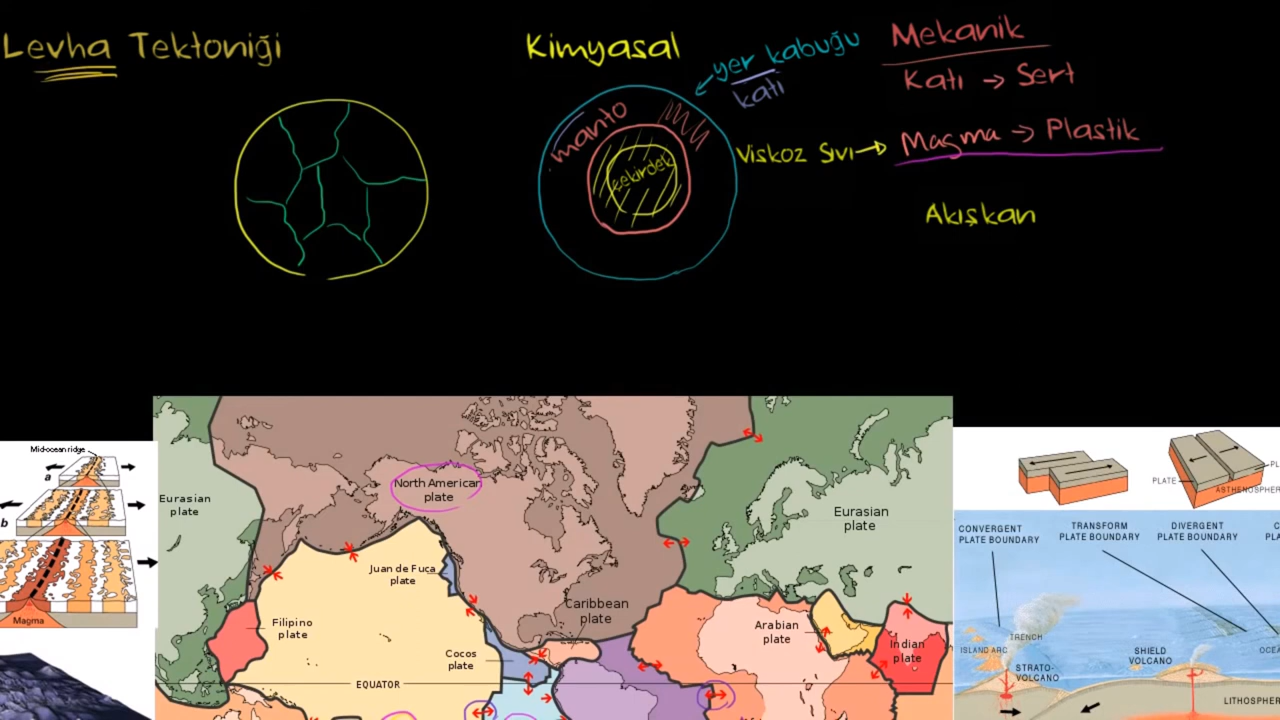 Levha Tektoniği
Kimyasal
yer kabuğu
katı
manto
çekirdek
Mekanik
Katı → Sert
Viskoz Sıvı →
Magma → Plastik
Akışkan
Mid-ocean ridge
a
b
Magma
Eurasian
plate
North American
plate
Juan de Fuca
plate
Filipino
plate
Cocos
plate
Caribbean
plate
EQUATOR
Eurasian
plate
Arabian
plate
Indian
plate
PLATE
ASTHENOSPHER
CONVERGENT
PLATE BOUNDARY
TRANSFORM
PLATE BOUNDARY
DIVERGENT
PLATE BOUNDARY
TRENCH
ISLAND ARC
STRATO-
VOLCANO
SHIELD
VOLCANO
LITHOSPHER